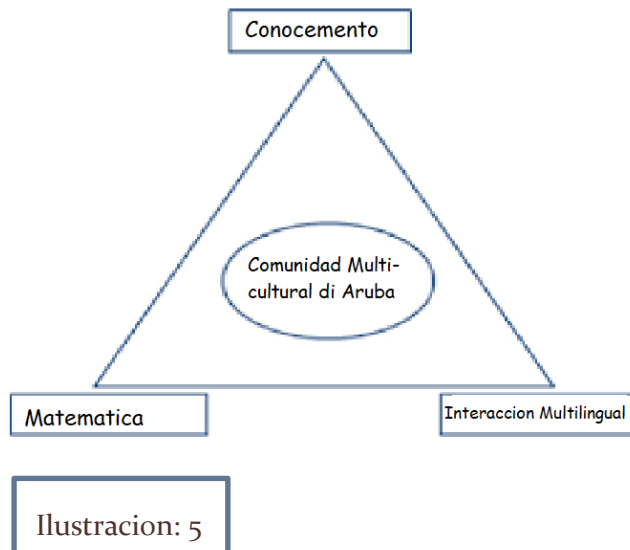 Conocemento
Comunidad Multi-
cultural di Aruba
Matematica
Interaccion Multilingual
Ilustracion: 5